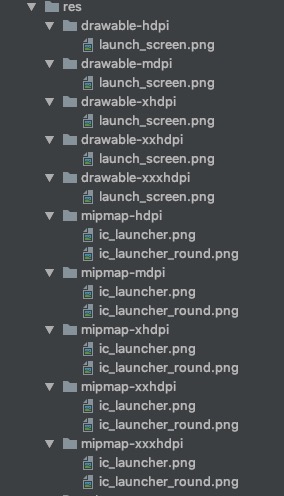 res
drawable-hdpi
launch_screen.png
drawable-mdpi
launch_screen.png
drawable-xhdpi
launch_screen.png
drawable-xxhdpi
launch_screen.png
drawable-xxxhdpi
launch_screen.png
mipmap-hdpi
ic_launcher.png
ic_launcher_round.png
mipmap-mdpi
ic_launcher.png
ic_launcher_round.png
mipmap-xhdpi
ic_launcher.png
ic_launcher_round.png
mipmap-xxhdpi
ic_launcher.png
ic_launcher_round.png
mipmap-xxxhdpi
ic_launcher.png
ic_launcher_round.png